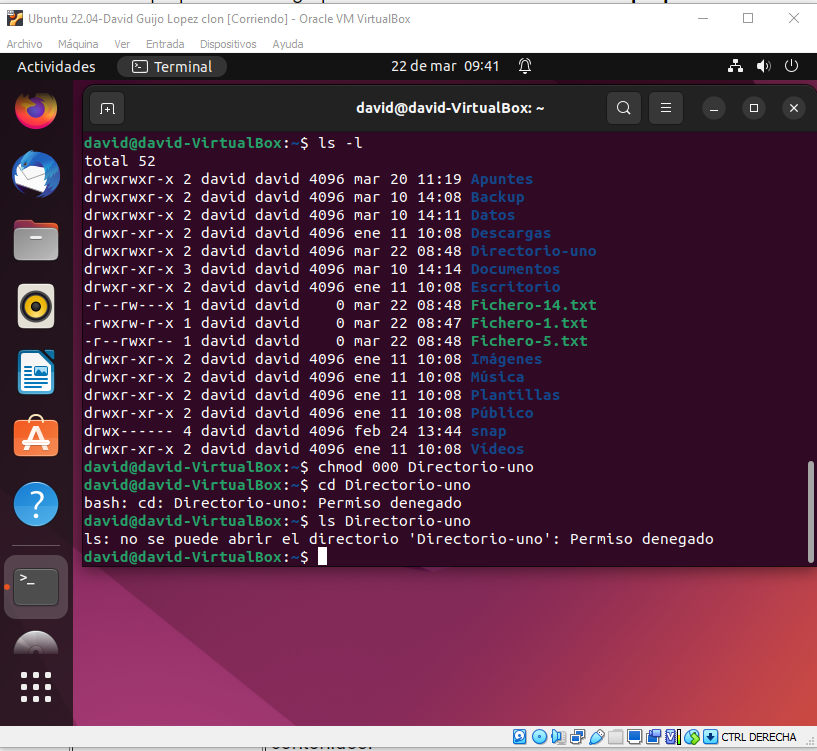 Ubuntu 22.04-David Guijo Lopez clon [Corriendo] - Oracle VM VirtualBox
Archivo Máquina Ver Entrada Dispositivos Ayuda
Actividades Terminal 22 de mar 09:41
david@david-VirtualBox: ~
david@david-VirtualBox:~$ ls -l
total 52
drwxrwxr-x 2 david david 4096 mar 20 11:19 Apuntes
drwxrwxr-x 2 david david 4096 mar 10 14:08 Backup
drwxrwxr-x 2 david david 4096 mar 10 14:11 Datos
drwxr-xr-x 2 david david 4096 ene 11 10:08 Descargas
drwxrwxr-x 2 david david 4096 mar 22 08:48 Directorio-uno
drwxr-xr-x 3 david david 4096 mar 10 14:14 Documentos
drwxr-xr-x 2 david david 4096 ene 11 10:08 Escritorio
-r--rw---x 1 david david    0 mar 22 08:48 Fichero-14.txt
-rwxrw-r-x 1 david david    0 mar 22 08:47 Fichero-1.txt
-r--rwxr-- 1 david david    0 mar 22 08:48 Fichero-5.txt
drwxr-xr-x 2 david david 4096 ene 11 10:08 Imágenes
drwxr-xr-x 2 david david 4096 ene 11 10:08 Música
drwxr-xr-x 2 david david 4096 ene 11 10:08 Plantillas
drwxr-xr-x 2 david david 4096 ene 11 10:08 Público
drwx------ 4 david david 4096 feb 24 13:44 snap
drwxr-xr-x 2 david david 4096 ene 11 10:08 Vídeos
david@david-VirtualBox:~$ chmod 000 Directorio-uno
david@david-VirtualBox:~$ cd Directorio-uno
bash: cd: Directorio-uno: Permiso denegado
david@david-VirtualBox:~$ ls Directorio-uno
ls: no se puede abrir el directorio 'Directorio-uno': Permiso denegado
david@david-VirtualBox:~$
CTRL DERECHA